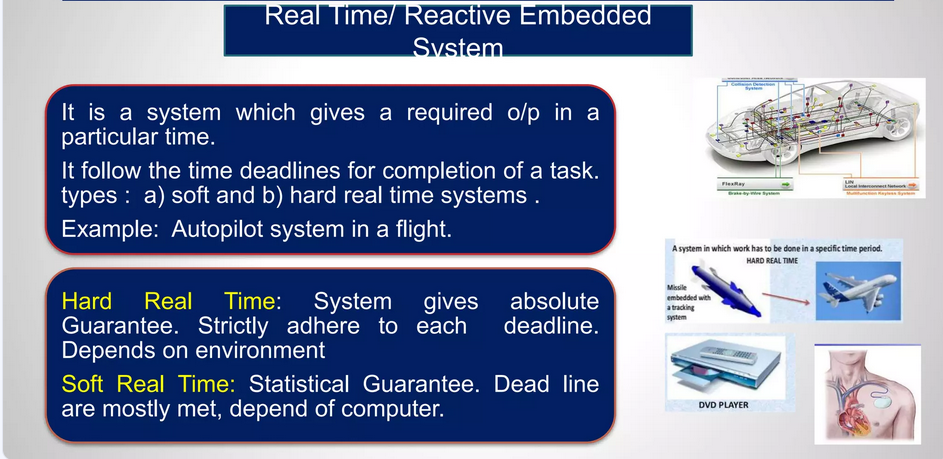 Real Time/ Reactive Embedded
System
It is a system which gives a required o/p in a
particular time.
It follow the time deadlines for completion of a task.
types : a) soft and b) hard real time systems .
Example: Autopilot system in a flight.
Hard Real Time: System gives absolute
Guarantee. Strictly adhere to each deadline.
Depends on environment
Soft Real Time: Statistical Guarantee. Dead line
are mostly met, depend of computer.
Collision Detection
System
FlexRay
Brake-by-Wire System
LIN
Local Interconnect Network
Multifunction Keyless System
A system in which work has to be done in a specific time period.
HARD REAL TIME
Missile
embedded with
a tracking
system
DVD PLAYER